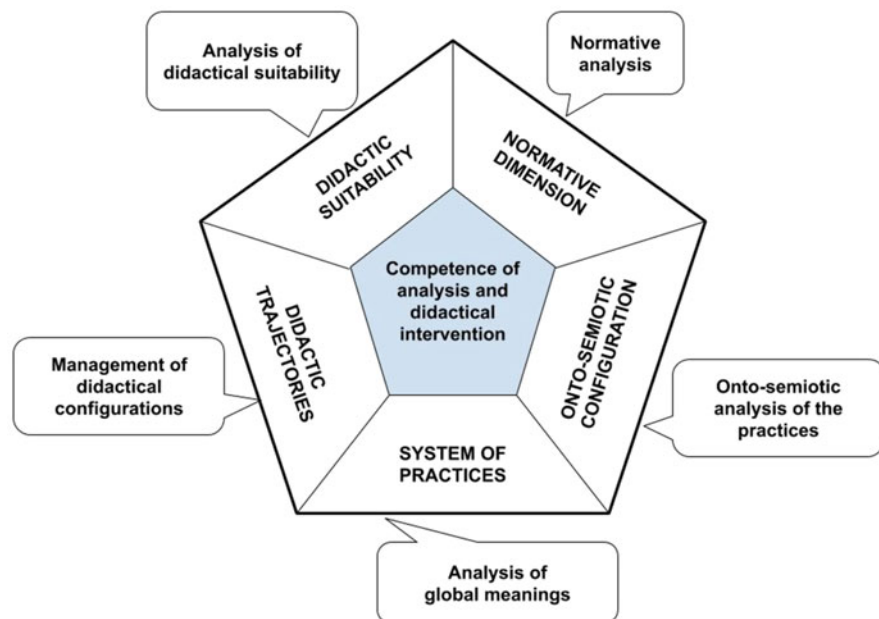 Analysis of
didactical suitability
Normative
analysis
DIDACTIC
SUITABILITY
NORMATIVE
DIMENSION
Competence of
analysis and
didactical
intervention
DIDACTIC
TRAJECTORIES
ONTO-SEMIOTIC
CONFIGURATION
Management of
didactical
configurations
Onto-semiotic
analysis of the
practices
SYSTEM OF
PRACTICES
Analysis of
global meanings